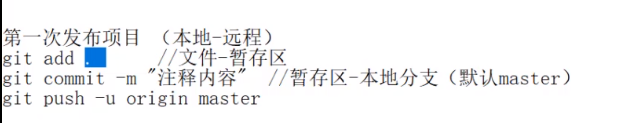 第一次发布项目 （本地-远程）
git add .     //文件-暂存区
git commit -m "注释内容"  //暂存区-本地分支（默认master）
git push -u origin master